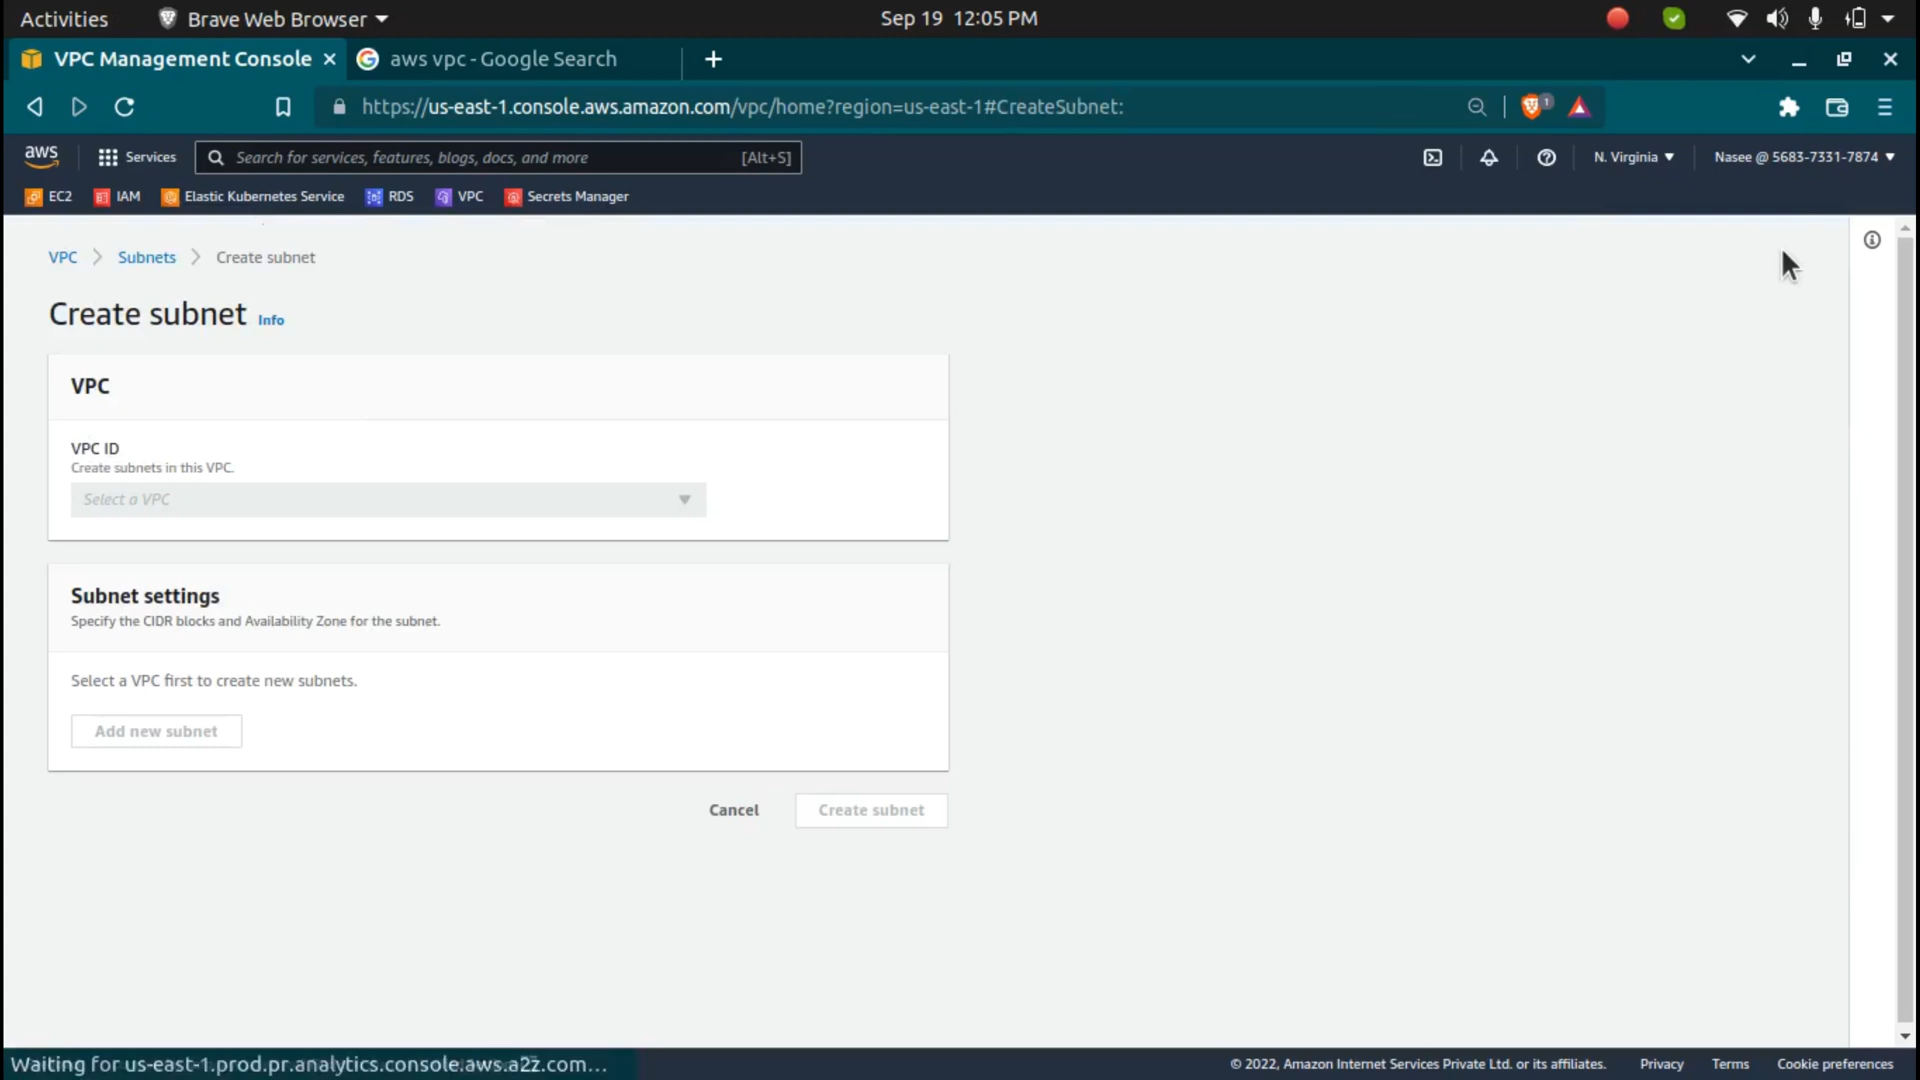 Activities
Brave Web Browser
Sep 19 12:05 PM
VPC Management Console
aws vpc - Google Search
https://us-east-1.console.aws.amazon.com/vpc/home?region=us-east-1#CreateSubnet:
1
aws
Services
Search for services, features, blogs, docs, and more
[Alt+S]
N. Virginia
Nasee @ 5683-7331-7874
EC2
IAM
Elastic Kubernetes Service
RDS
VPC
Secrets Manager
VPC
Subnets
Create subnet
Create subnet
Info
VPC
VPC ID
Create subnets in this VPC.
Select a VPC
Subnet settings
Specify the CIDR blocks and Availability Zone for the subnet.
Select a VPC first to create new subnets.
Add new subnet
Cancel
Create subnet
Waiting for us-east-1.prod.pr.analytics.console.aws.a2z.com...
© 2022, Amazon Internet Services Private Ltd. or its affiliates.
Privacy
Terms
Cookie preferences